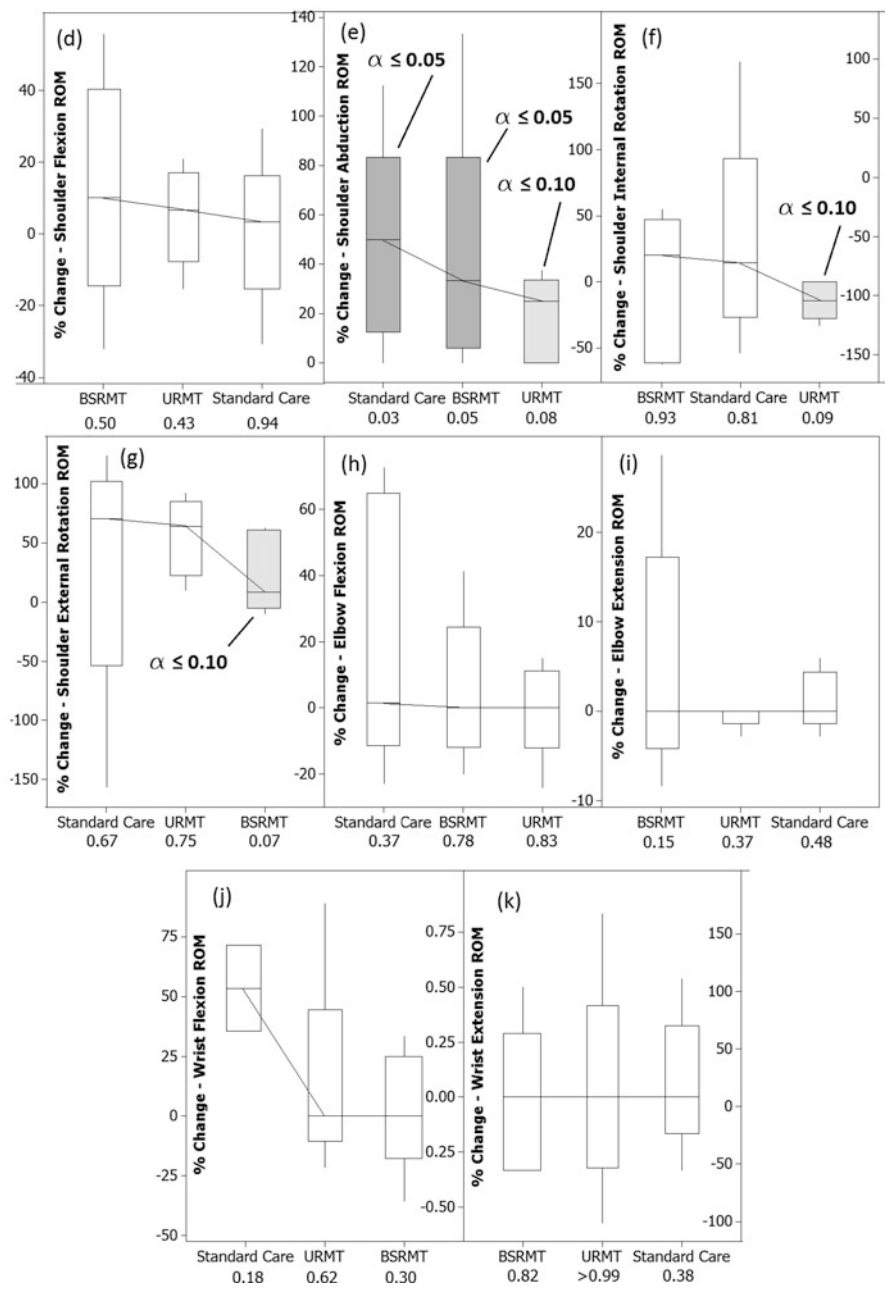 (d)
% Change - Shoulder Flexion ROM
40
20
0
-20
-40
BSRMT URMT Standard Care
0.50 0.43 0.94
(e)
% Change - Shoulder Abduction ROM
140
120
100
80
60
40
20
0
α ≤ 0.05
α ≤ 0.05
α ≤ 0.10
Standard Care BSRMT URMT
0.03 0.05 0.08
(f)
% Change - Shoulder Internal Rotation ROM
150
100
50
0
-50
100
50
0
-50
-100
-150
α ≤ 0.10
BSRMT Standard Care URMT
0.93 0.81 0.09
(g)
% Change - Shoulder External Rotation ROM
100
50
0
-50
-100
-150
α ≤ 0.10
Standard Care URMT BSRMT
0.67 0.75 0.07
(h)
% Change - Elbow Flexion ROM
60
40
20
0
-20
Standard Care BSRMT URMT
0.37 0.78 0.83
(i)
% Change - Elbow Extension ROM
20
10
0
-10
BSRMT URMT Standard Care
0.15 0.37 0.48
(j)
% Change - Wrist Flexion ROM
75
50
25
0
-25
-50
Standard Care URMT BSRMT
0.18 0.62 0.30
(k)
% Change - Wrist Extension ROM
0.75
0.50
0.25
0.00
0.25
-0.50
150
100
50
0
-50
-100
BSRMT URMT Standard Care
0.82 >0.99 0.38